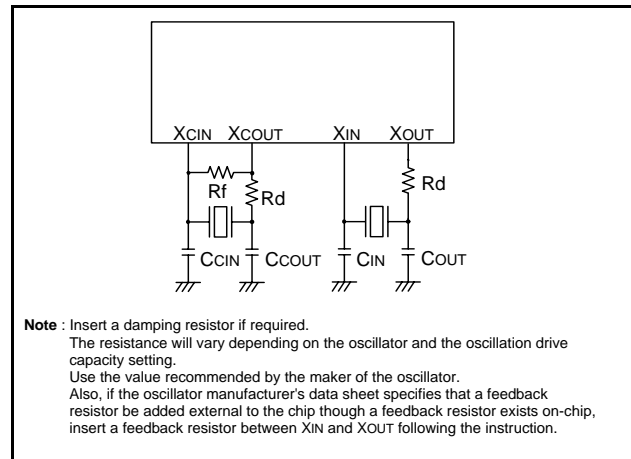 XCIN XCOUT XIN XOUT
Rf Rd Rd
CCIN CCOUT CIN COUT
Note : Insert a damping resistor if required.
The resistance will vary depending on the oscillator and the oscillation drive
capacity setting.
Use the value recommended by the maker of the oscillator.
Also, if the oscillator manufacturer's data sheet specifies that a feedback
resistor be added external to the chip though a feedback resistor exists on-chip,
insert a feedback resistor between XIN and XOUT following the instruction.